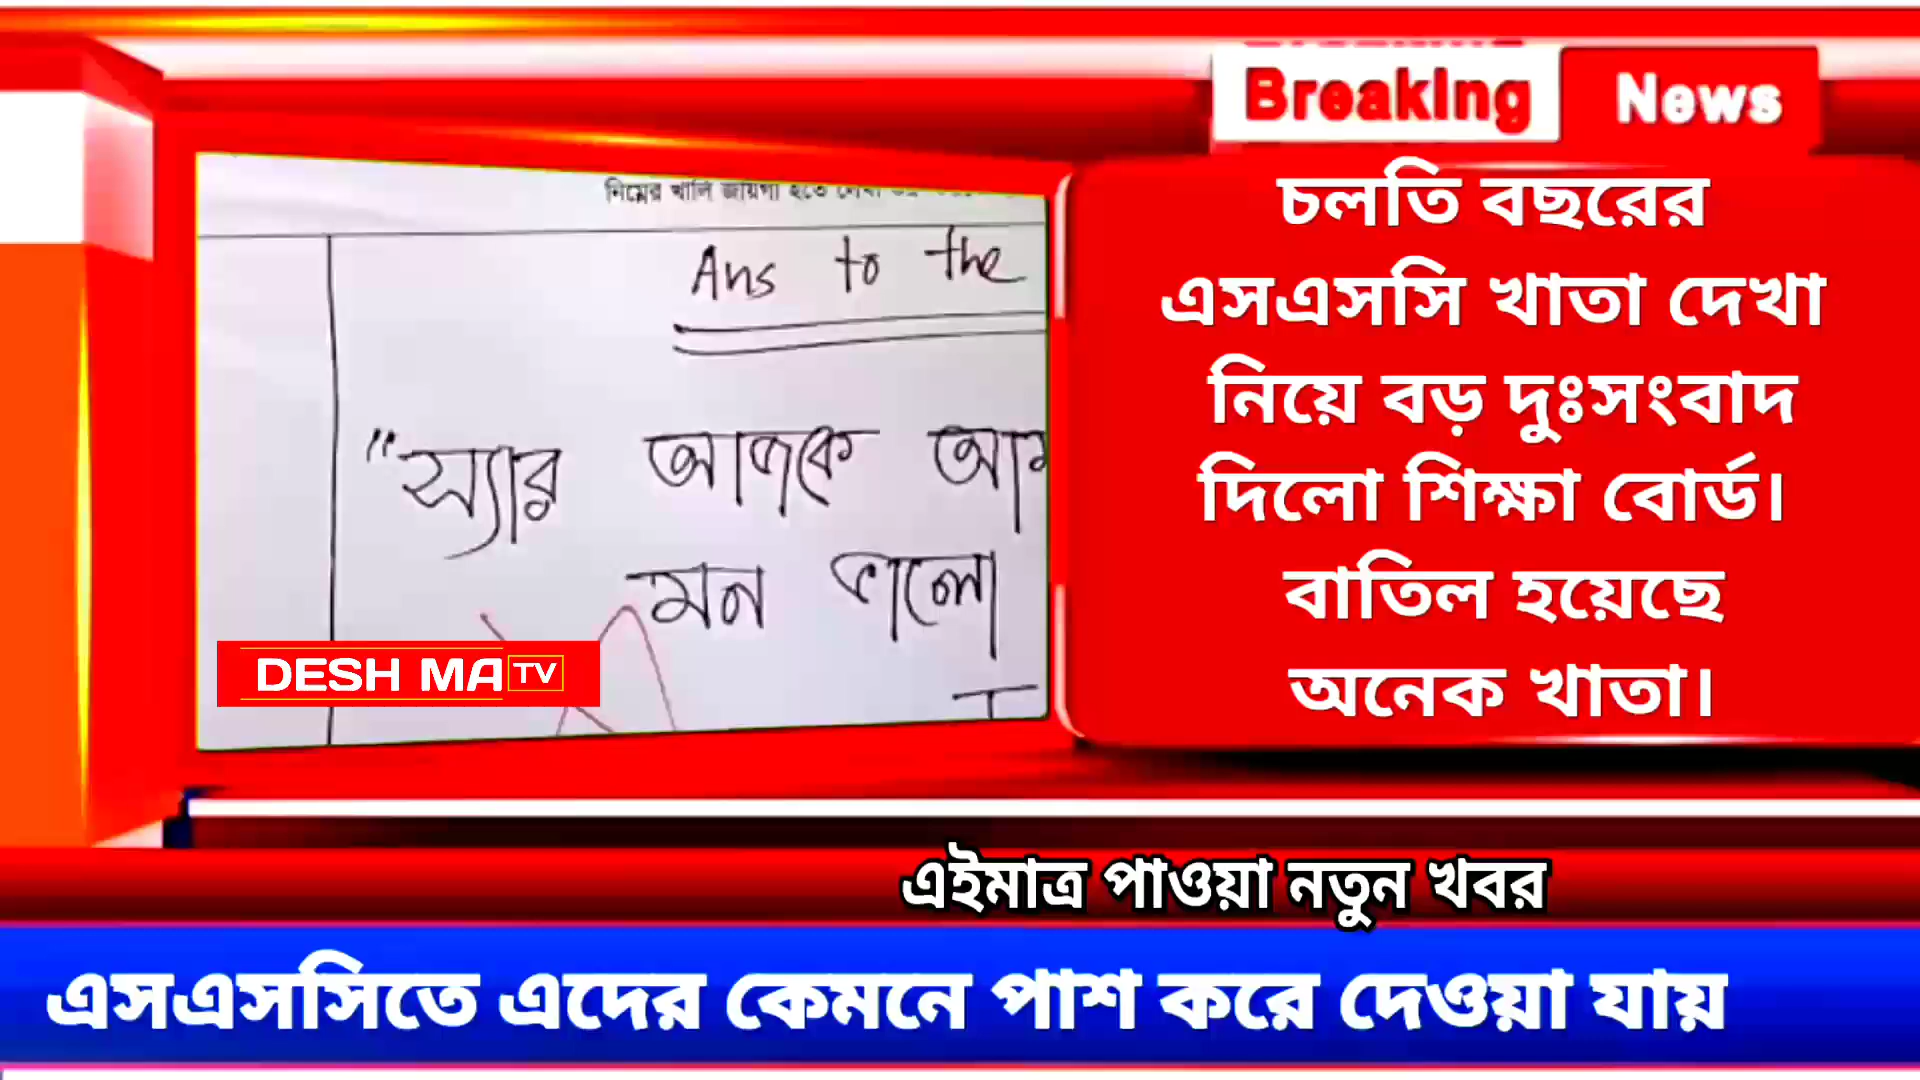 Breaking News
নিম্নের খালি জায়গা হতে লেখা
Ans to the
"স্যার আজকে
মন ভালো
DESH MA TV
চলতি বছরের
এসএসসি খাতা দেখা
নিয়ে বড় দুঃসংবাদ
দিলো শিক্ষা বোর্ড।
বাতিল হয়েছে
অনেক খাতা।
এইমাত্র পাওয়া নতুন খবর
এসএসসিতে এদের কেমনে পাশ করে দেওয়া যায়